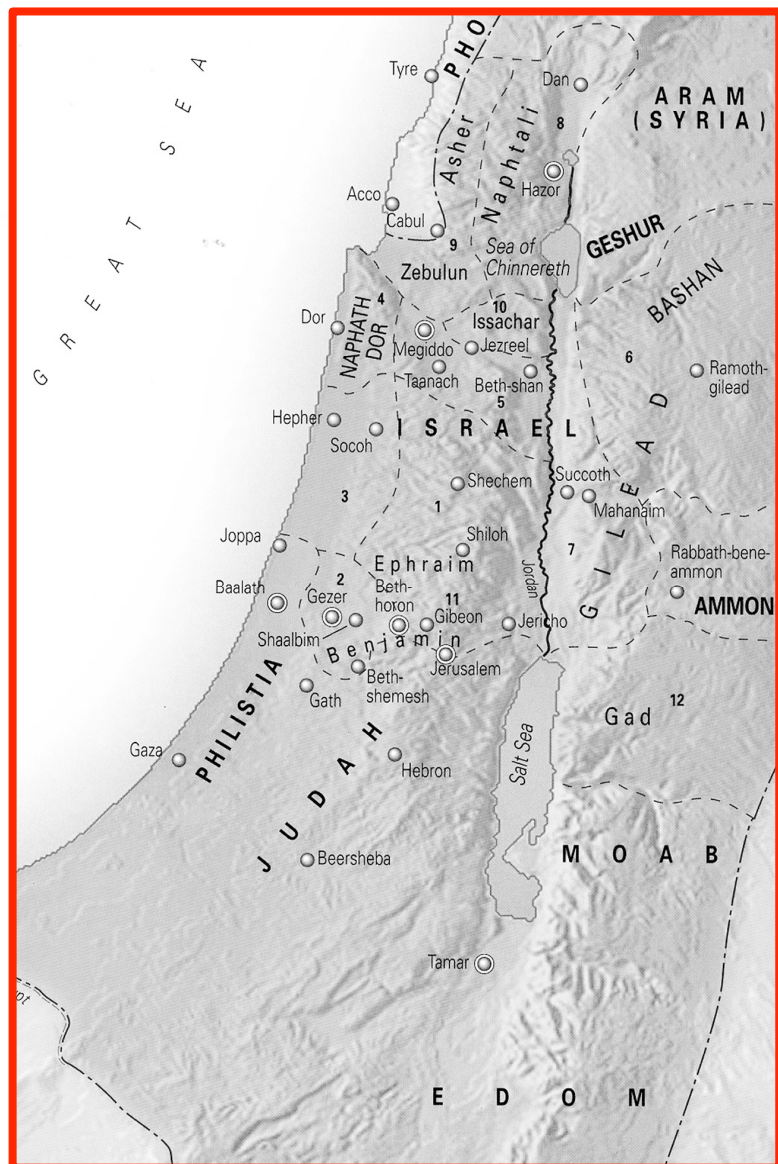 GREAT SEA
PHO
Tyre
Dan
ARAM
(SYRIA)
Asher
Naphtali
8
Hazor
Acco
Cabul
9
Sea of
Chinnereth
GESHUR
Zebulun
BASHAN
4
10
Issachar
Dor
NAPHATH
DOR
Megiddo
Jezreel
6
Taanach
Beth-shan
Ramoth-
gilead
5
Hepher
Socoh
ISRAEL
GILEAD
Shechem
Succoth
Mahanaim
3
1
Joppa
Shiloh
7
Rabbath-bene-
ammon
Ephraim
2
Jordan
Baalath
Gezer
Beth-
horon
11
Gibeon
Jericho
AMMON
Shaalbim
Benjamin
Jerusalem
Beth-
shemesh
Gath
PHILISTIA
Gad
12
Salt Sea
Gaza
Hebron
JUDAH
Beersheba
MOAB
Tamar
EDOM